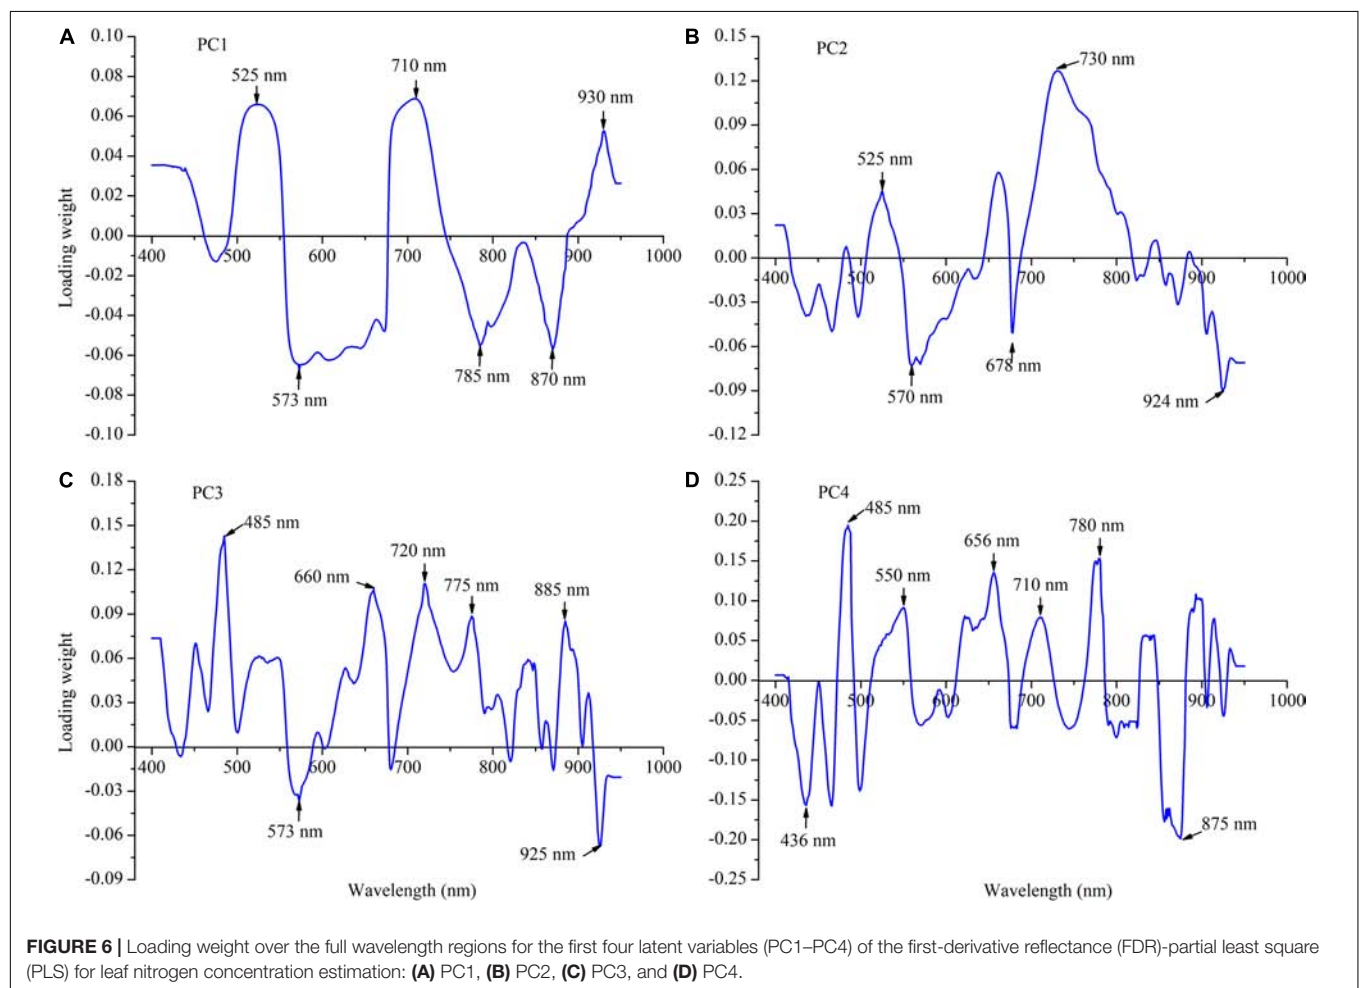 A
PC1
0.10
0.08
0.06
0.04
0.02
0.00
-0.02
-0.04
-0.06
-0.08
-0.10
Loading weight
400 500 600 700 800 900 1000
525 nm
710 nm
930 nm
573 nm
785 nm
870 nm
B
PC2
0.15
0.12
0.09
0.06
0.03
0.00
-0.03
-0.06
-0.09
-0.12
400 500 600 700 800 900 1000
730 nm
525 nm
570 nm
678 nm
924 nm
C
PC3
0.18
0.15
0.12
0.09
0.06
0.03
0.00
-0.03
-0.06
-0.09
Loading weight
400 500 600 700 800 900 1000
485 nm
660 nm
720 nm
775 nm
885 nm
573 nm
925 nm
Wavelength (nm)
D
PC4
0.25
0.20
0.15
0.10
0.05
0.00
-0.05
-0.10
-0.15
-0.20
-0.25
400 500 600 700 800 900 1000
485 nm
550 nm
656 nm
710 nm
780 nm
436 nm
875 nm
Wavelength (nm)
FIGURE 6 | Loading weight over the full wavelength regions for the first four latent variables (PC1–PC4) of the first-derivative reflectance (FDR)-partial least square
(PLS) for leaf nitrogen concentration estimation: (A) PC1, (B) PC2, (C) PC3, and (D) PC4.